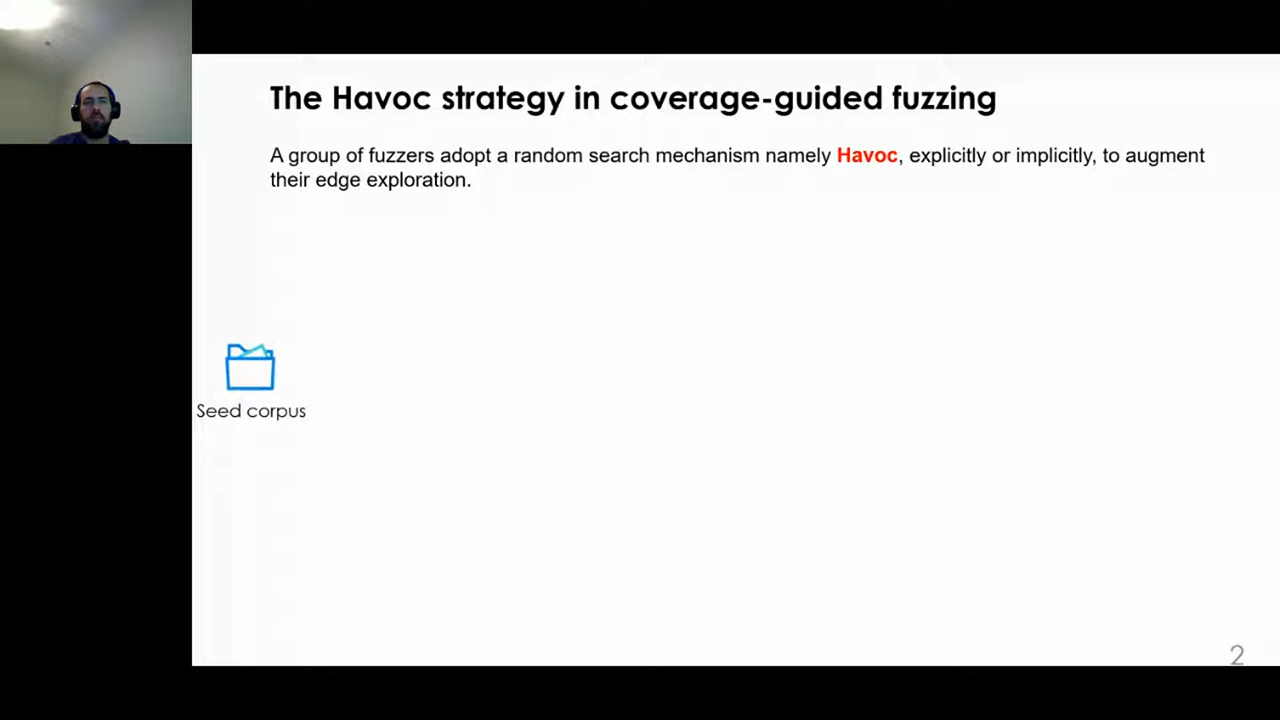 The Havoc strategy in coverage-guided fuzzing
A group of fuzzers adopt a random search mechanism namely Havoc, explicitly or implicitly, to augment
their edge exploration.
Seed corpus
2